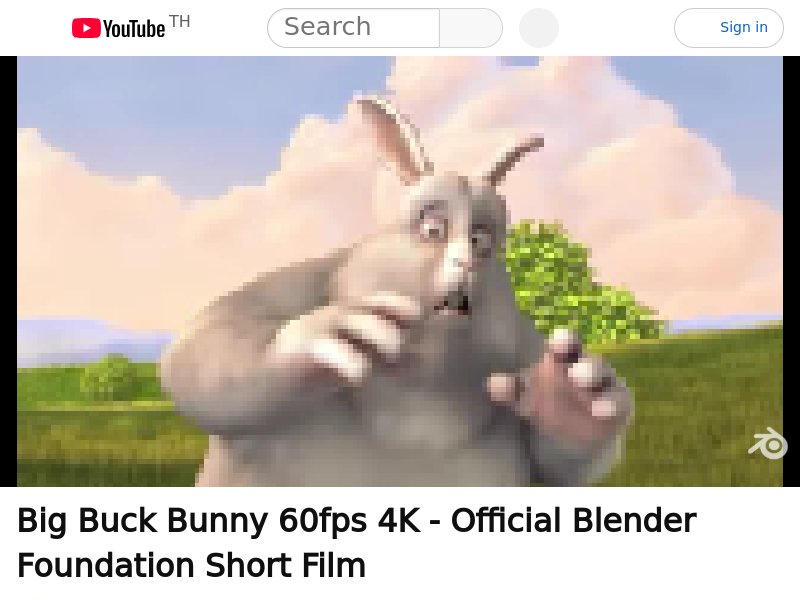 YouTube TH
Search
Sign in
Big Buck Bunny 60fps 4K - Official Blender
Foundation Short Film